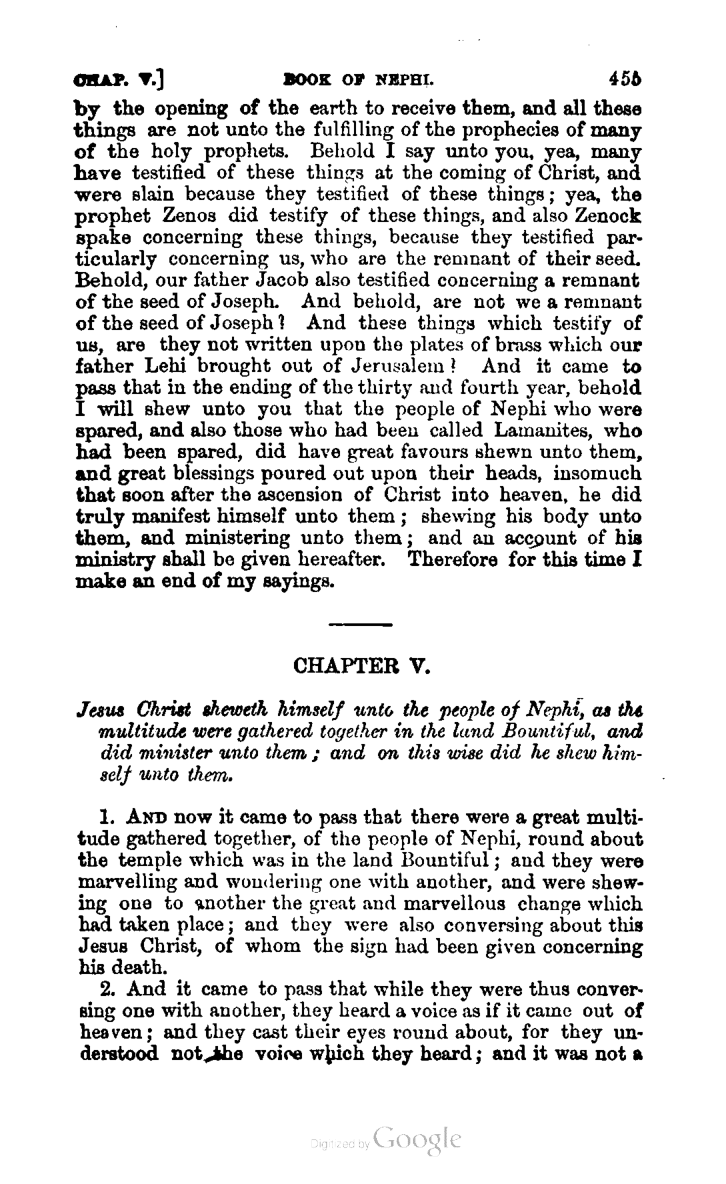 CHAP. V.] BOOK OF NEPHI. 455
by the opening of the earth to receive them, and all these
things are not unto the fulfilling of the prophecies of many
of the holy prophets. Behold I say unto you, yea, many
have testified of these things at the coming of Christ, and
were slain because they testified of these things; yea, the
prophet Zenos did testify of these things, and also Zenock
spake concerning these things, because they testified par-
ticularly concerning us, who are the remnant of their seed.
Behold, our father Jacob also testified concerning a remnant
of the seed of Joseph. And behold, are not we a remnant
of the seed of Joseph? And these things which testify of
us, are they not written upon the plates of brass which our
father Lehi brought out of Jerusalem? And it came to
pass that in the ending of the thirty and fourth year, behold
I will shew unto you that the people of Nephi who were
spared, and also those who had been called Lamanites, who
had been spared, did have great favours shewn unto them,
and great blessings poured out upon their heads, insomuch
that soon after the ascension of Christ into heaven, he did
truly manifest himself unto them; shewing his body unto
them, and ministering unto them; and an account of his
ministry shall be given hereafter. Therefore for this time I
make an end of my sayings.
CHAPTER V.
Jesus Christ sheweth himself unto the people of Nephi, as the
multitude were gathered together in the land Bountiful, and
did minister unto them; and on this wise did he shew him-
self unto them.
1. AND now it came to pass that there were a great multi-
tude gathered together, of the people of Nephi, round about
the temple which was in the land Bountiful; and they were
marvelling and wondering one with another, and were shew-
ing one to another the great and marvellous change which
had taken place; and they were also conversing about this
Jesus Christ, of whom the sign had been given concerning
his death.
2. And it came to pass that while they were thus conver-
sing one with another, they heard a voice as if it came out of
heaven; and they cast their eyes round about, for they un-
derstood not the voice which they heard; and it was not a
Digitized by Google